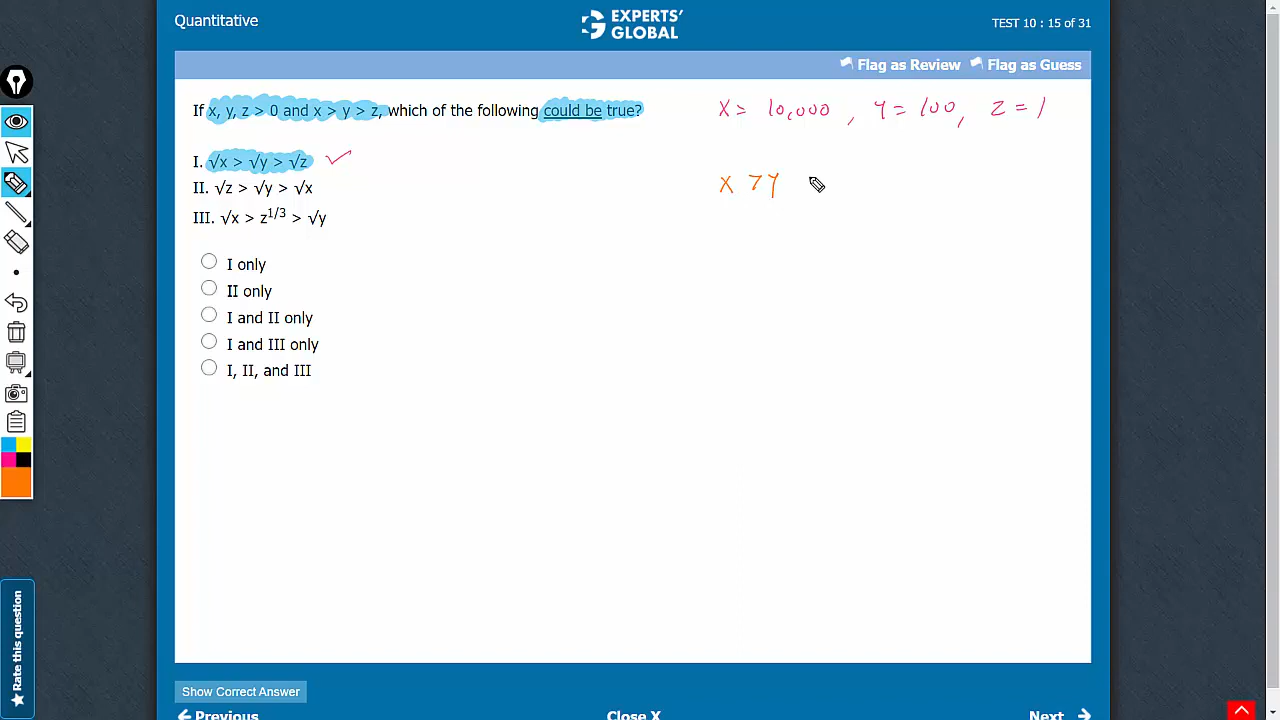 Quantitative
EXPERTS'
GLOBAL
TEST 10 : 15 of 31
Flag as Review
Flag as Guess
If x, y, z > 0 and x > y > z, which of the following could be true?
x = 10,000 , y = 100, z = 1
I. √x > √y > √z
x > y
II. √z > √y > √x
III. √x > z^1/3 > √y
I only
II only
I and II only
I and III only
I, II, and III
Rate this question
Show Correct Answer
Previous
Close X
Next